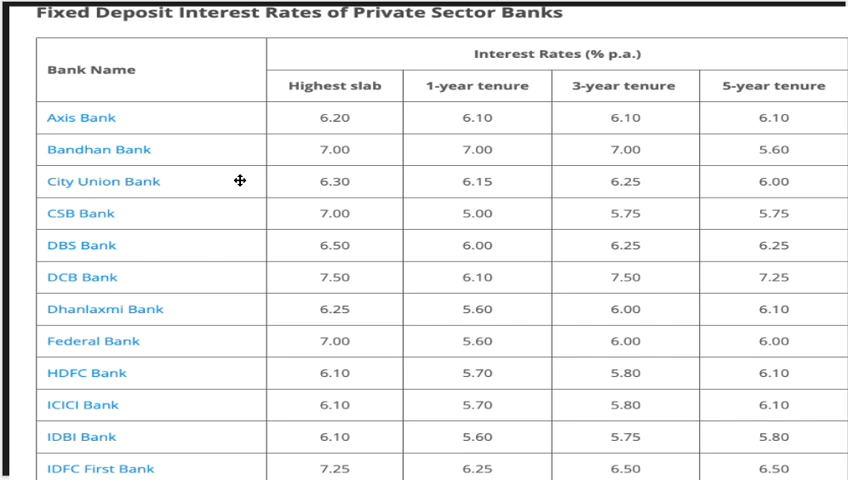 Fixed Deposit Interest Rates of Private Sector Banks
Bank Name
Interest Rates (% p.a.)
Highest slab 1-year tenure 3-year tenure 5-year tenure
Axis Bank 6.20 6.10 6.10 6.10
Bandhan Bank 7.00 7.00 7.00 5.60
City Union Bank 6.30 6.15 6.25 6.00
CSB Bank 7.00 5.00 5.75 5.75
DBS Bank 6.50 6.00 6.25 6.25
DCB Bank 7.50 6.10 7.50 7.25
Dhanlaxmi Bank 6.25 5.60 6.00 6.10
Federal Bank 7.00 5.60 6.00 6.00
HDFC Bank 6.10 5.70 5.80 6.10
ICICI Bank 6.10 5.70 5.80 6.10
IDBI Bank 6.10 5.60 5.75 5.80
IDFC First Bank 7.25 6.25 6.50 6.50